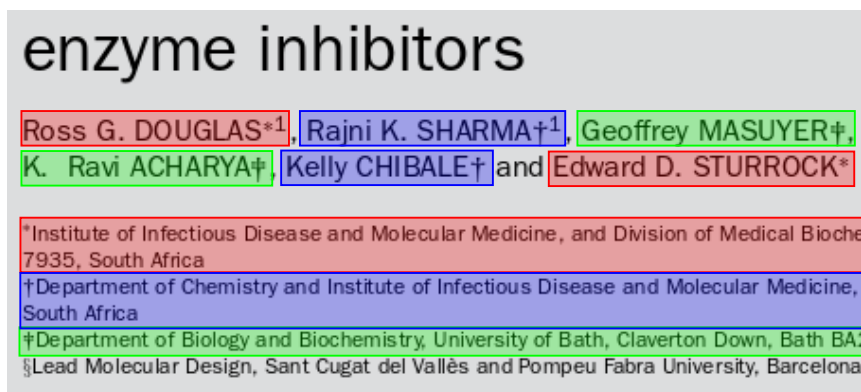 enzyme inhibitors
Ross G. DOUGLAS*¹, Rajni K. SHARMA†¹, Geoffrey MASUYER‡,
K. Ravi ACHARYA‡, Kelly CHIBALE† and Edward D. STURROCK*
*Institute of Infectious Disease and Molecular Medicine, and Division of Medical Bioche
7935, South Africa
†Department of Chemistry and Institute of Infectious Disease and Molecular Medicine,
South Africa
‡Department of Biology and Biochemistry, University of Bath, Claverton Down, Bath BA2
§Lead Molecular Design, Sant Cugat del Vallès and Pompeu Fabra University, Barcelona